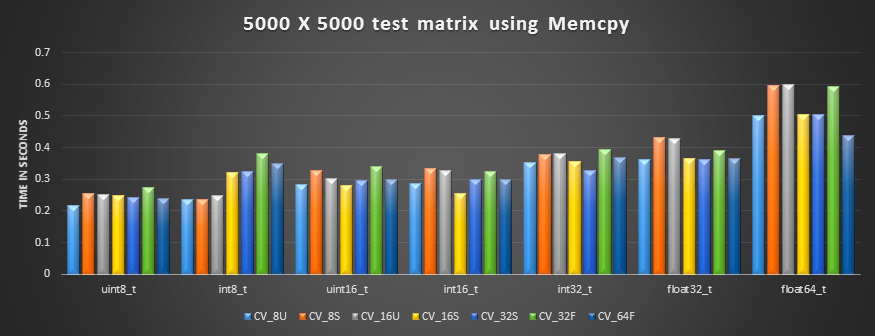 5000 X 5000 test matrix using Memcpy
TIME IN SECONDS
0.7
0.6
0.5
0.4
0.3
0.2
0.1
0
uint8_t int8_t uint16_t int16_t int32_t float32_t float64_t
CV_8U CV_8S CV_16U CV_16S CV_32S CV_32F CV_64F